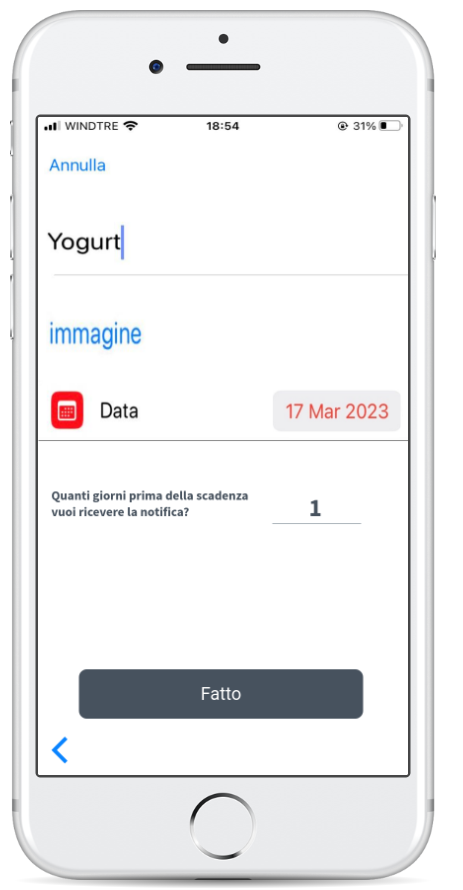 WINDTRE 18:54 31%
Annulla
Yogurt
immagine
Data 17 Mar 2023
Quanti giorni prima della scadenza
vuoi ricevere la notifica?
1
Fatto